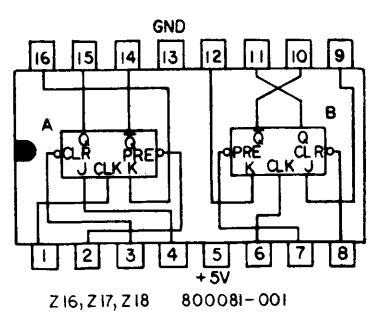 GND
16 15 14 13 12 11 10 9
A B
Q Q Q Q
CLR PRE PRE CLR
J CLK K K CLK J
1 2 3 4 5 6 7 8
+5V
Z16, Z17, Z18 800081-001